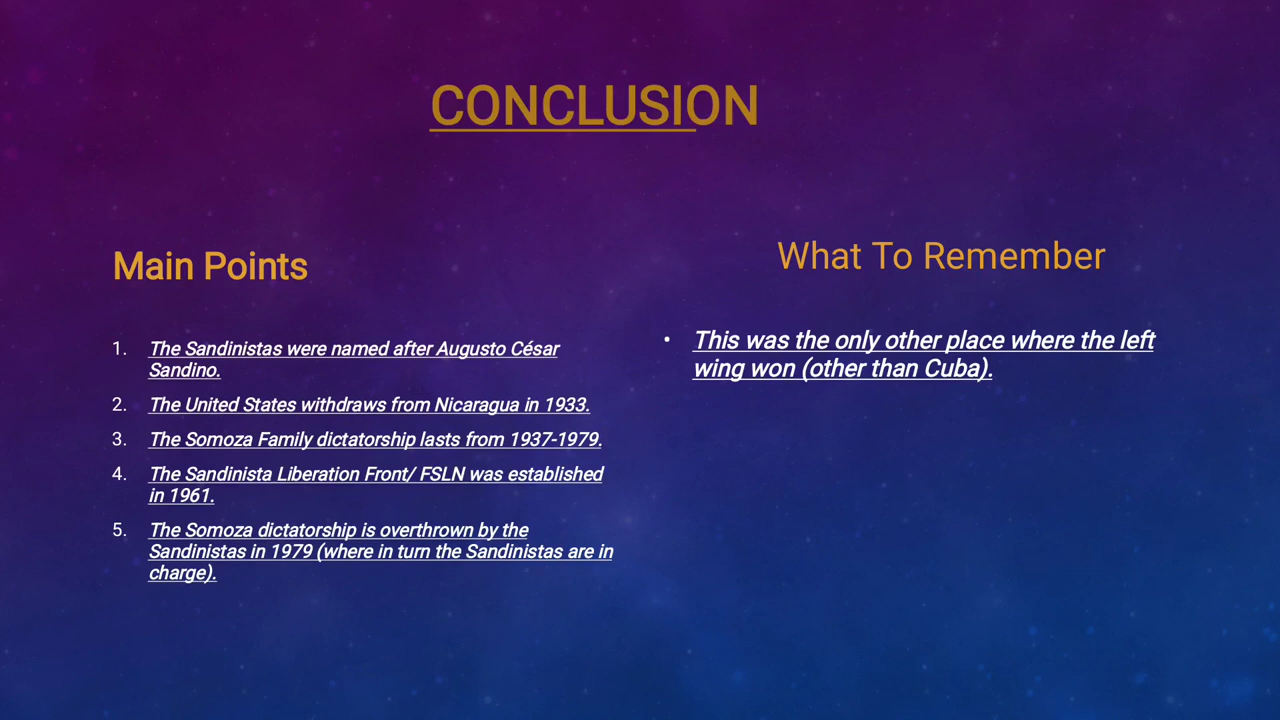 CONCLUSION
Main Points
1. The Sandinistas were named after Augusto César
Sandino.
2. The United States withdraws from Nicaragua in 1933.
3. The Somoza Family dictatorship lasts from 1937-1979.
4. The Sandinista Liberation Front/ FSLN was established
in 1961.
5. The Somoza dictatorship is overthrown by the
Sandinistas in 1979 (where in turn the Sandinistas are in
charge).
What To Remember
• This was the only other place where the left
wing won (other than Cuba).